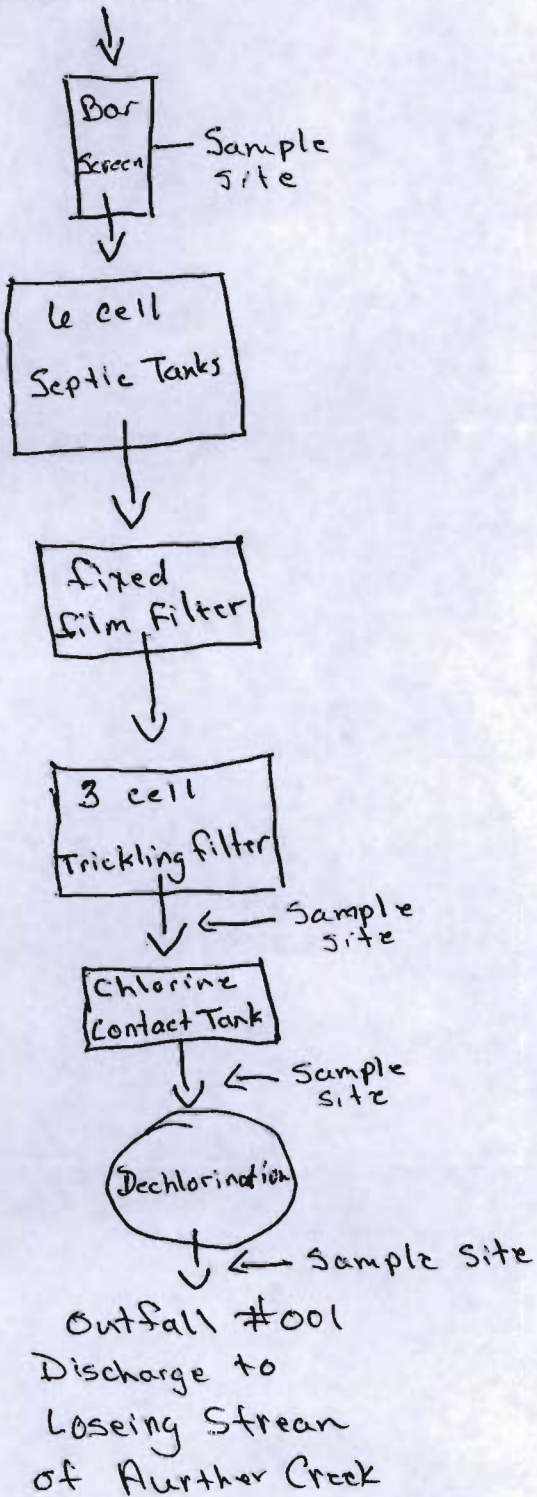 Bar
Screen
Sample
site
6 cell
Septic Tanks
fixed
film Filter
3 cell
Trickling filter
Sample
site
Chlorine
Contact Tank
Sample
site
Dechlorination
Sample Site
Outfall #001
Discharge to
Loseing Strean
of Aurther Creek